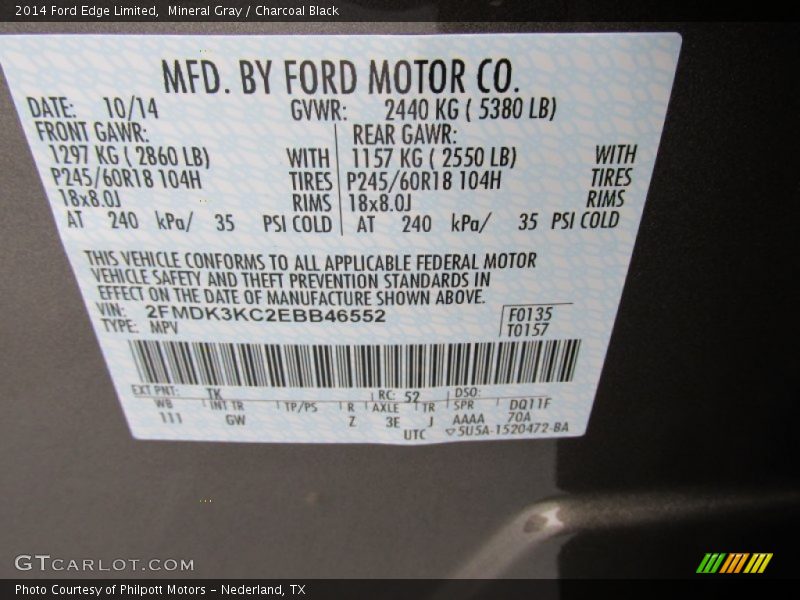 2014 Ford Edge Limited,  Mineral Gray / Charcoal Black
MFD. BY FORD MOTOR CO.
DATE: 10/14 GVWR: 2440 KG ( 5380 LB)
FRONT GAWR: REAR GAWR:
1297 KG ( 2860 LB) WITH 1157 KG ( 2550 LB) WITH
P245/60R18 104H TIRES P245/60R18 104H TIRES
18x8.0J RIMS 18x8.0J RIMS
AT 240 kPa/ 35 PSI COLD AT 240 kPa/ 35 PSI COLD
THIS VEHICLE CONFORMS TO ALL APPLICABLE FEDERAL MOTOR
VEHICLE SAFETY AND THEFT PREVENTION STANDARDS IN
EFFECT ON THE DATE OF MANUFACTURE SHOWN ABOVE.
VIN: 2FMDK3KC2EBB46552 F0135
TYPE: MPV T0157
EXT PNT: TK RC: 52 DSO:
WB INT TR TP/PS R AXLE TR SPR DQ11F
111 GW Z 3E J AAAA 70A
UTC ▽5U5A-1520472-BA
GTCARLOT.COM
Photo Courtesy of Philpott Motors - Nederland, TX